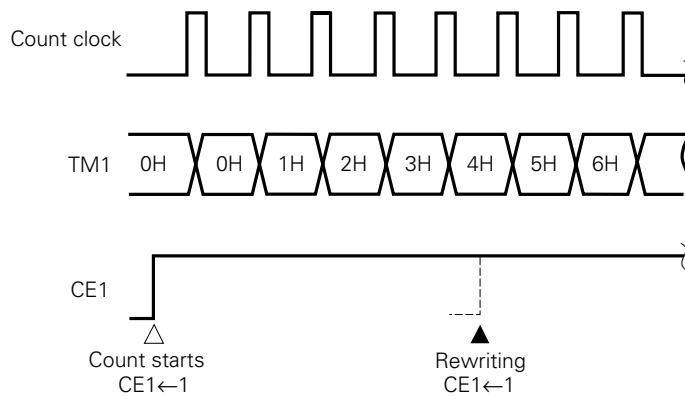 Count clock
TM1 0H 0H 1H 2H 3H 4H 5H 6H
CE1
Count starts
CE1←1
Rewriting
CE1←1